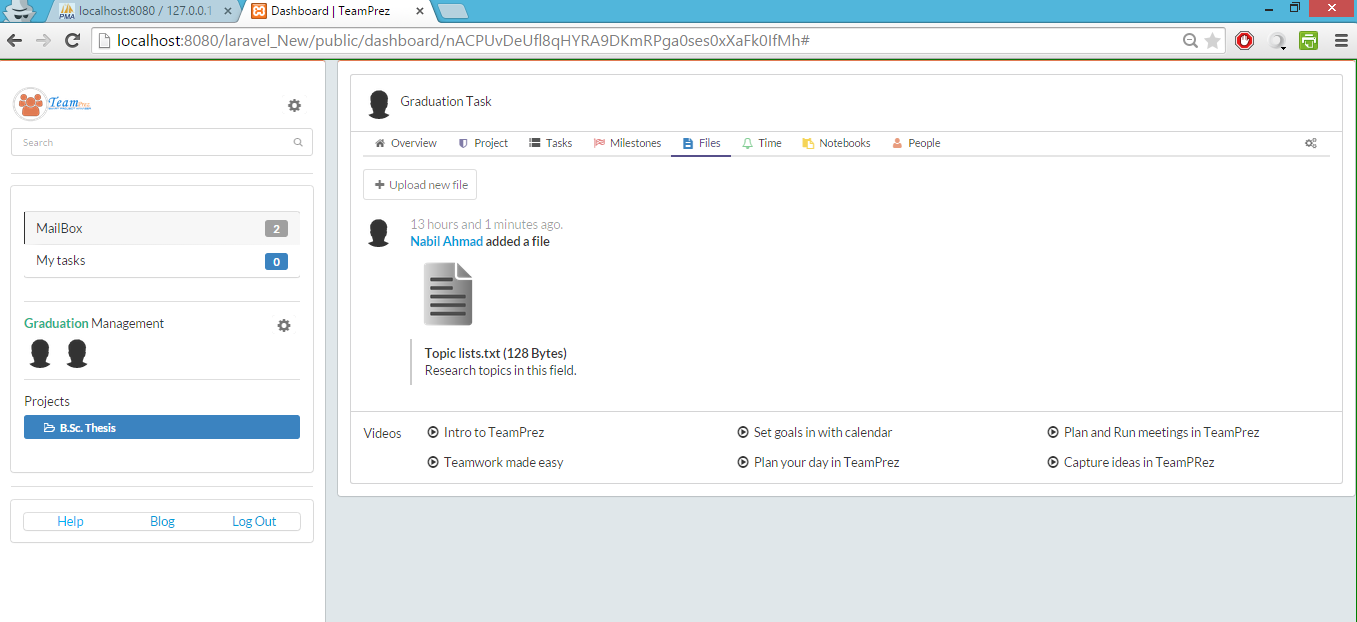 localhost:8080 / 127.0.0.1
Dashboard | TeamPrez
localhost:8080/laravel_New/public/dashboard/nACPUvDeUfl8qHYRA9DKmRPga0ses0xXaFk0IfMh#
Team
Search
MailBox 2
My tasks 0
Graduation Management
Projects
B.Sc. Thesis
Help Blog Log Out
Graduation Task
Overview Project Tasks Milestones Files Time Notebooks People
+ Upload new file
13 hours and 1 minutes ago.
Nabil Ahmad added a file
Topic lists.txt (128 Bytes)
Research topics in this field.
Videos Intro to TeamPrez Set goals in with calendar Plan and Run meetings in TeamPrez
Teamwork made easy Plan your day in TeamPrez Capture ideas in TeamPRez